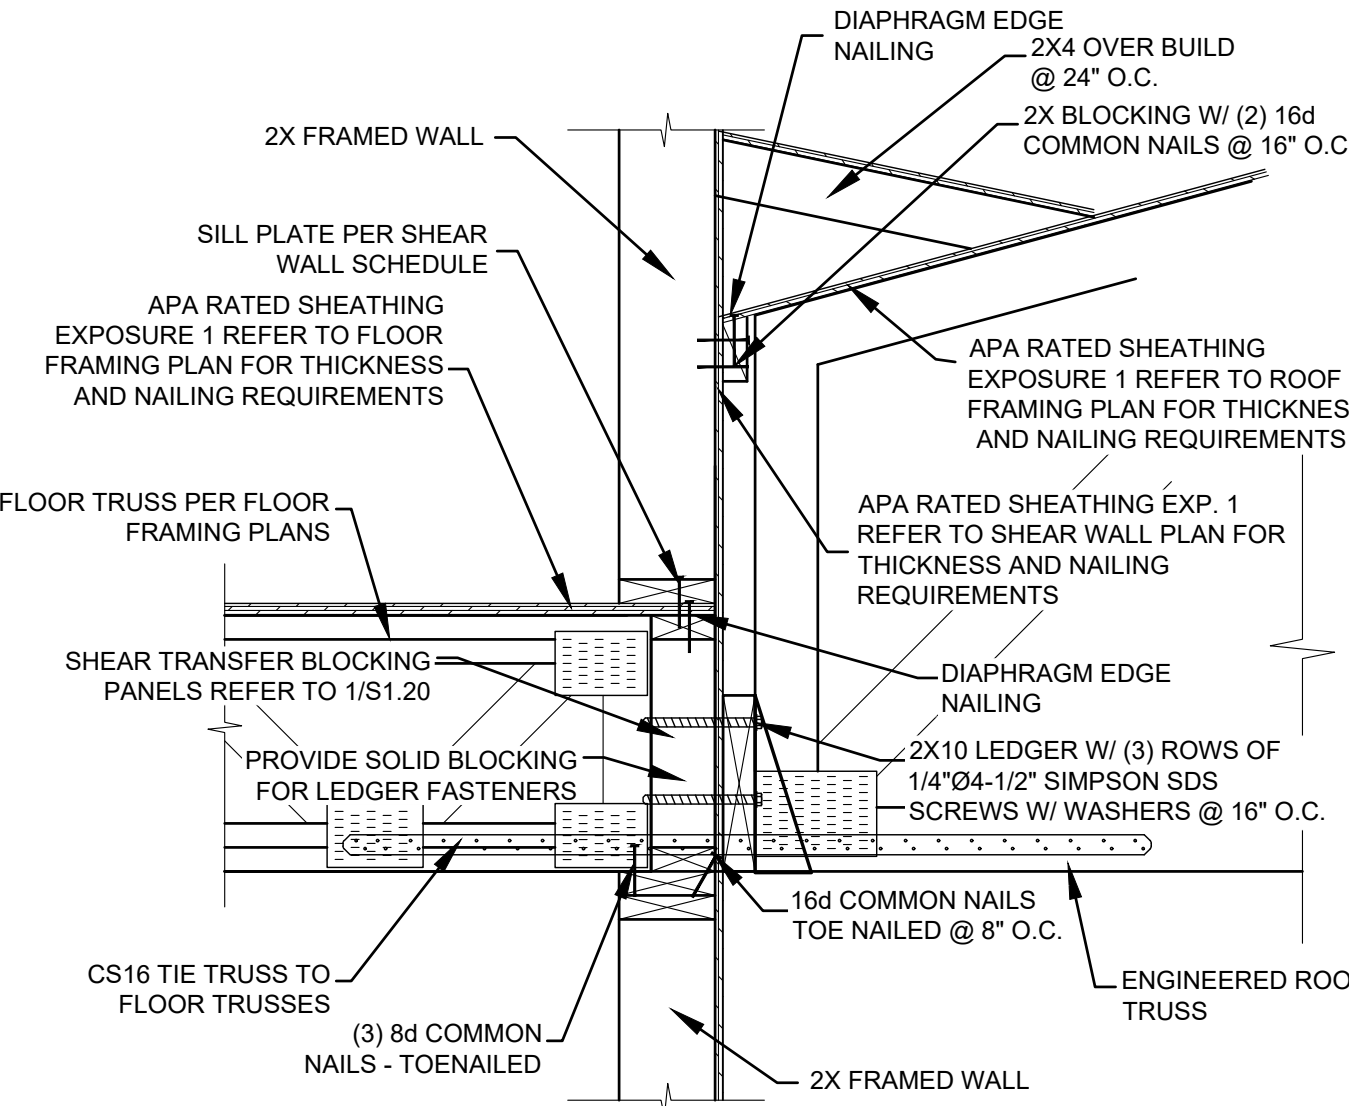 DIAPHRAGM EDGE
NAILING
2X4 OVER BUILD
@ 24" O.C.
2X BLOCKING W/ (2) 16d
COMMON NAILS @ 16" O.C
2X FRAMED WALL
SILL PLATE PER SHEAR
WALL SCHEDULE
APA RATED SHEATHING
EXPOSURE 1 REFER TO FLOOR
FRAMING PLAN FOR THICKNESS
AND NAILING REQUIREMENTS
APA RATED SHEATHING
EXPOSURE 1 REFER TO ROOF
FRAMING PLAN FOR THICKNES
AND NAILING REQUIREMENTS
FLOOR TRUSS PER FLOOR
FRAMING PLANS
APA RATED SHEATHING EXP. 1
REFER TO SHEAR WALL PLAN FOR
THICKNESS AND NAILING
REQUIREMENTS
SHEAR TRANSFER BLOCKING
PANELS REFER TO 1/S1.20
DIAPHRAGM EDGE
NAILING
PROVIDE SOLID BLOCKING
FOR LEDGER FASTENERS
2X10 LEDGER W/ (3) ROWS OF
1/4"Ø4-1/2" SIMPSON SDS
SCREWS W/ WASHERS @ 16" O.C.
16d COMMON NAILS
TOE NAILED @ 8" O.C.
CS16 TIE TRUSS TO
FLOOR TRUSSES
ENGINEERED ROO
TRUSS
(3) 8d COMMON
NAILS - TOENAILED
2X FRAMED WALL